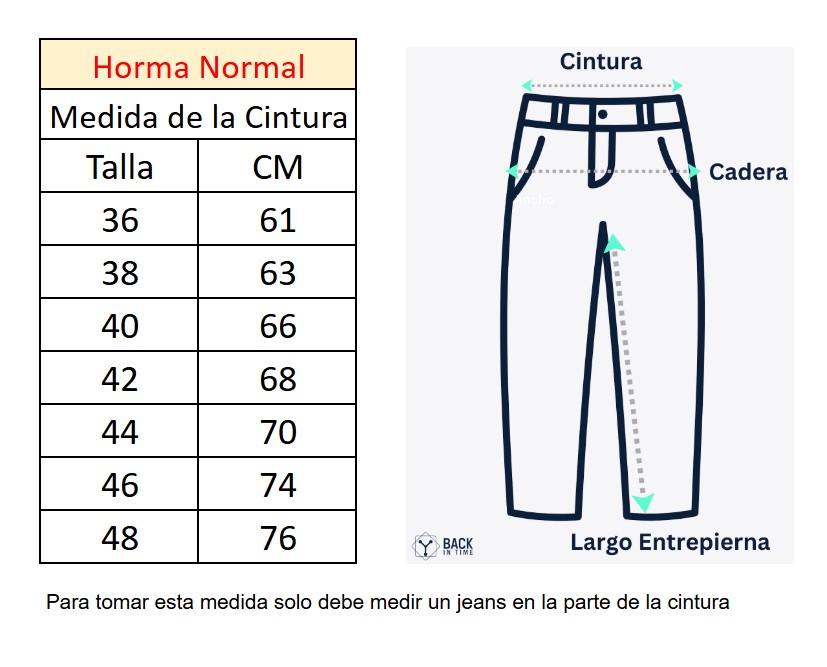 Horma Normal
Medida de la Cintura
Talla CM
36 61
38 63
40 66
42 68
44 70
46 74
48 76
Cintura
Cadera
Ancho
Largo Entrepierna
BACK
IN TIME
Para tomar esta medida solo debe medir un jeans en la parte de la cintura